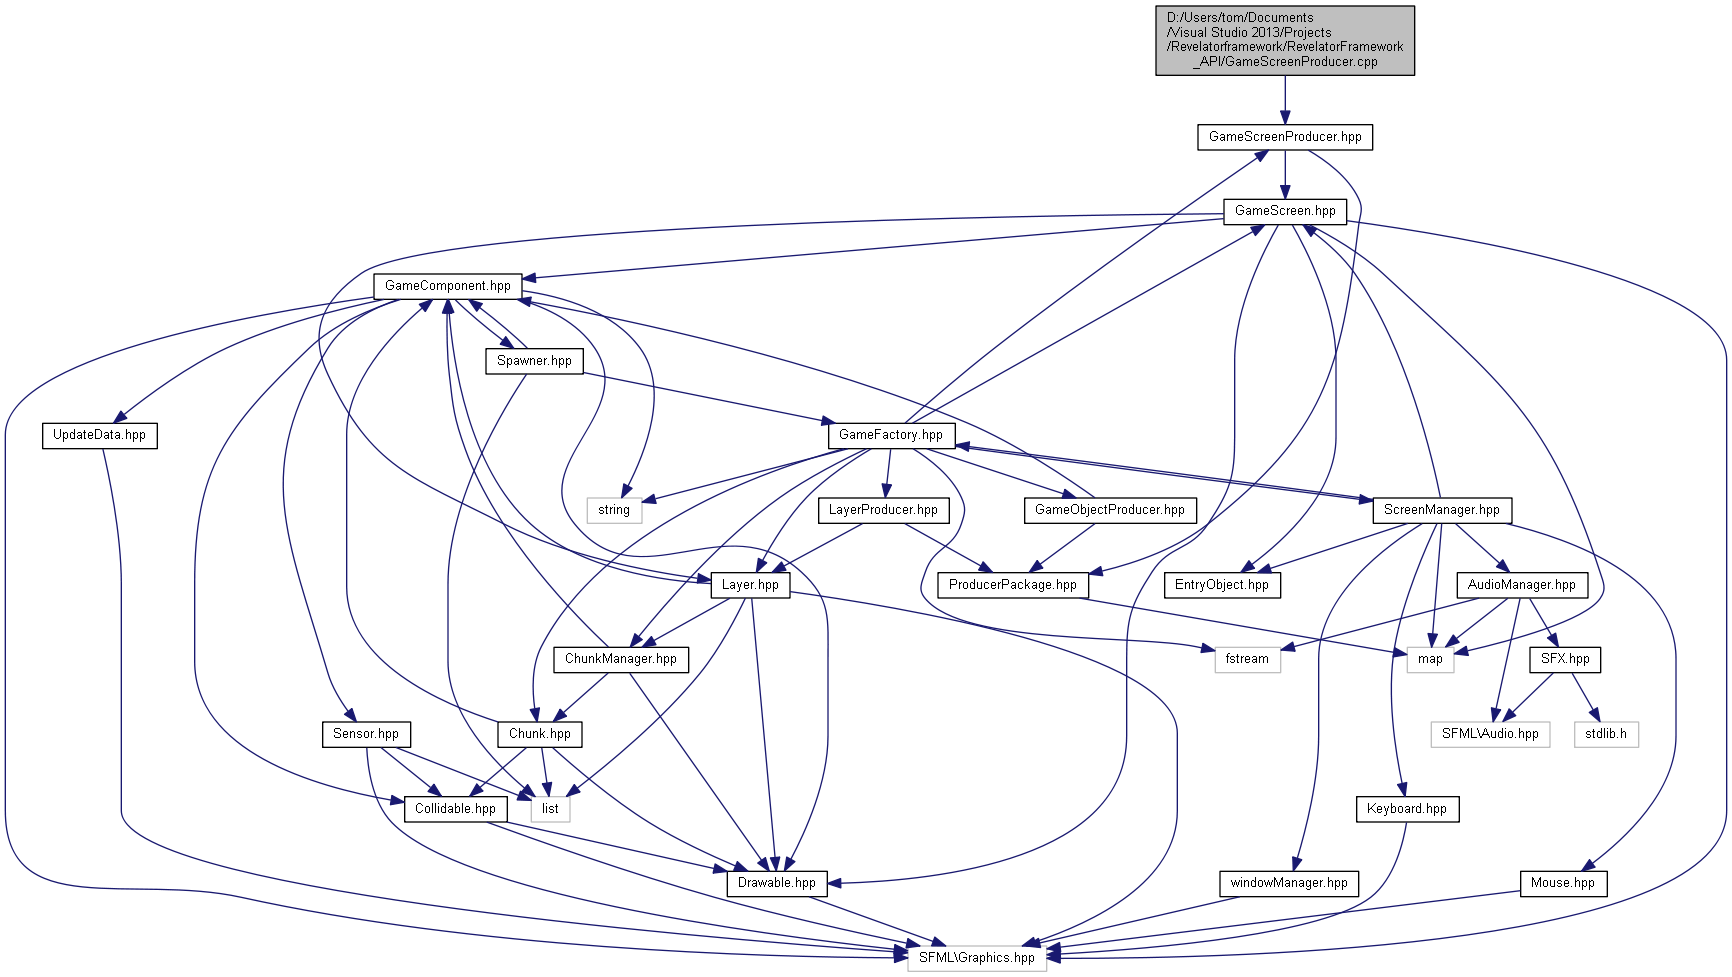 D:/Users/tom/Documents
/Visual Studio 2013/Projects
/Revelatorframework/RevelatorFramework
_API/GameScreenProducer.cpp
GameScreenProducer.hpp
GameScreen.hpp
GameComponent.hpp
Spawner.hpp
UpdateData.hpp
GameFactory.hpp
string
LayerProducer.hpp
GameObjectProducer.hpp
ScreenManager.hpp
Layer.hpp
ProducerPackage.hpp
EntryObject.hpp
AudioManager.hpp
ChunkManager.hpp
fstream
map
SFX.hpp
Sensor.hpp
Chunk.hpp
SFML\Audio.hpp
stdlib.h
Collidable.hpp
list
Keyboard.hpp
Drawable.hpp
windowManager.hpp
Mouse.hpp
SFML\Graphics.hpp